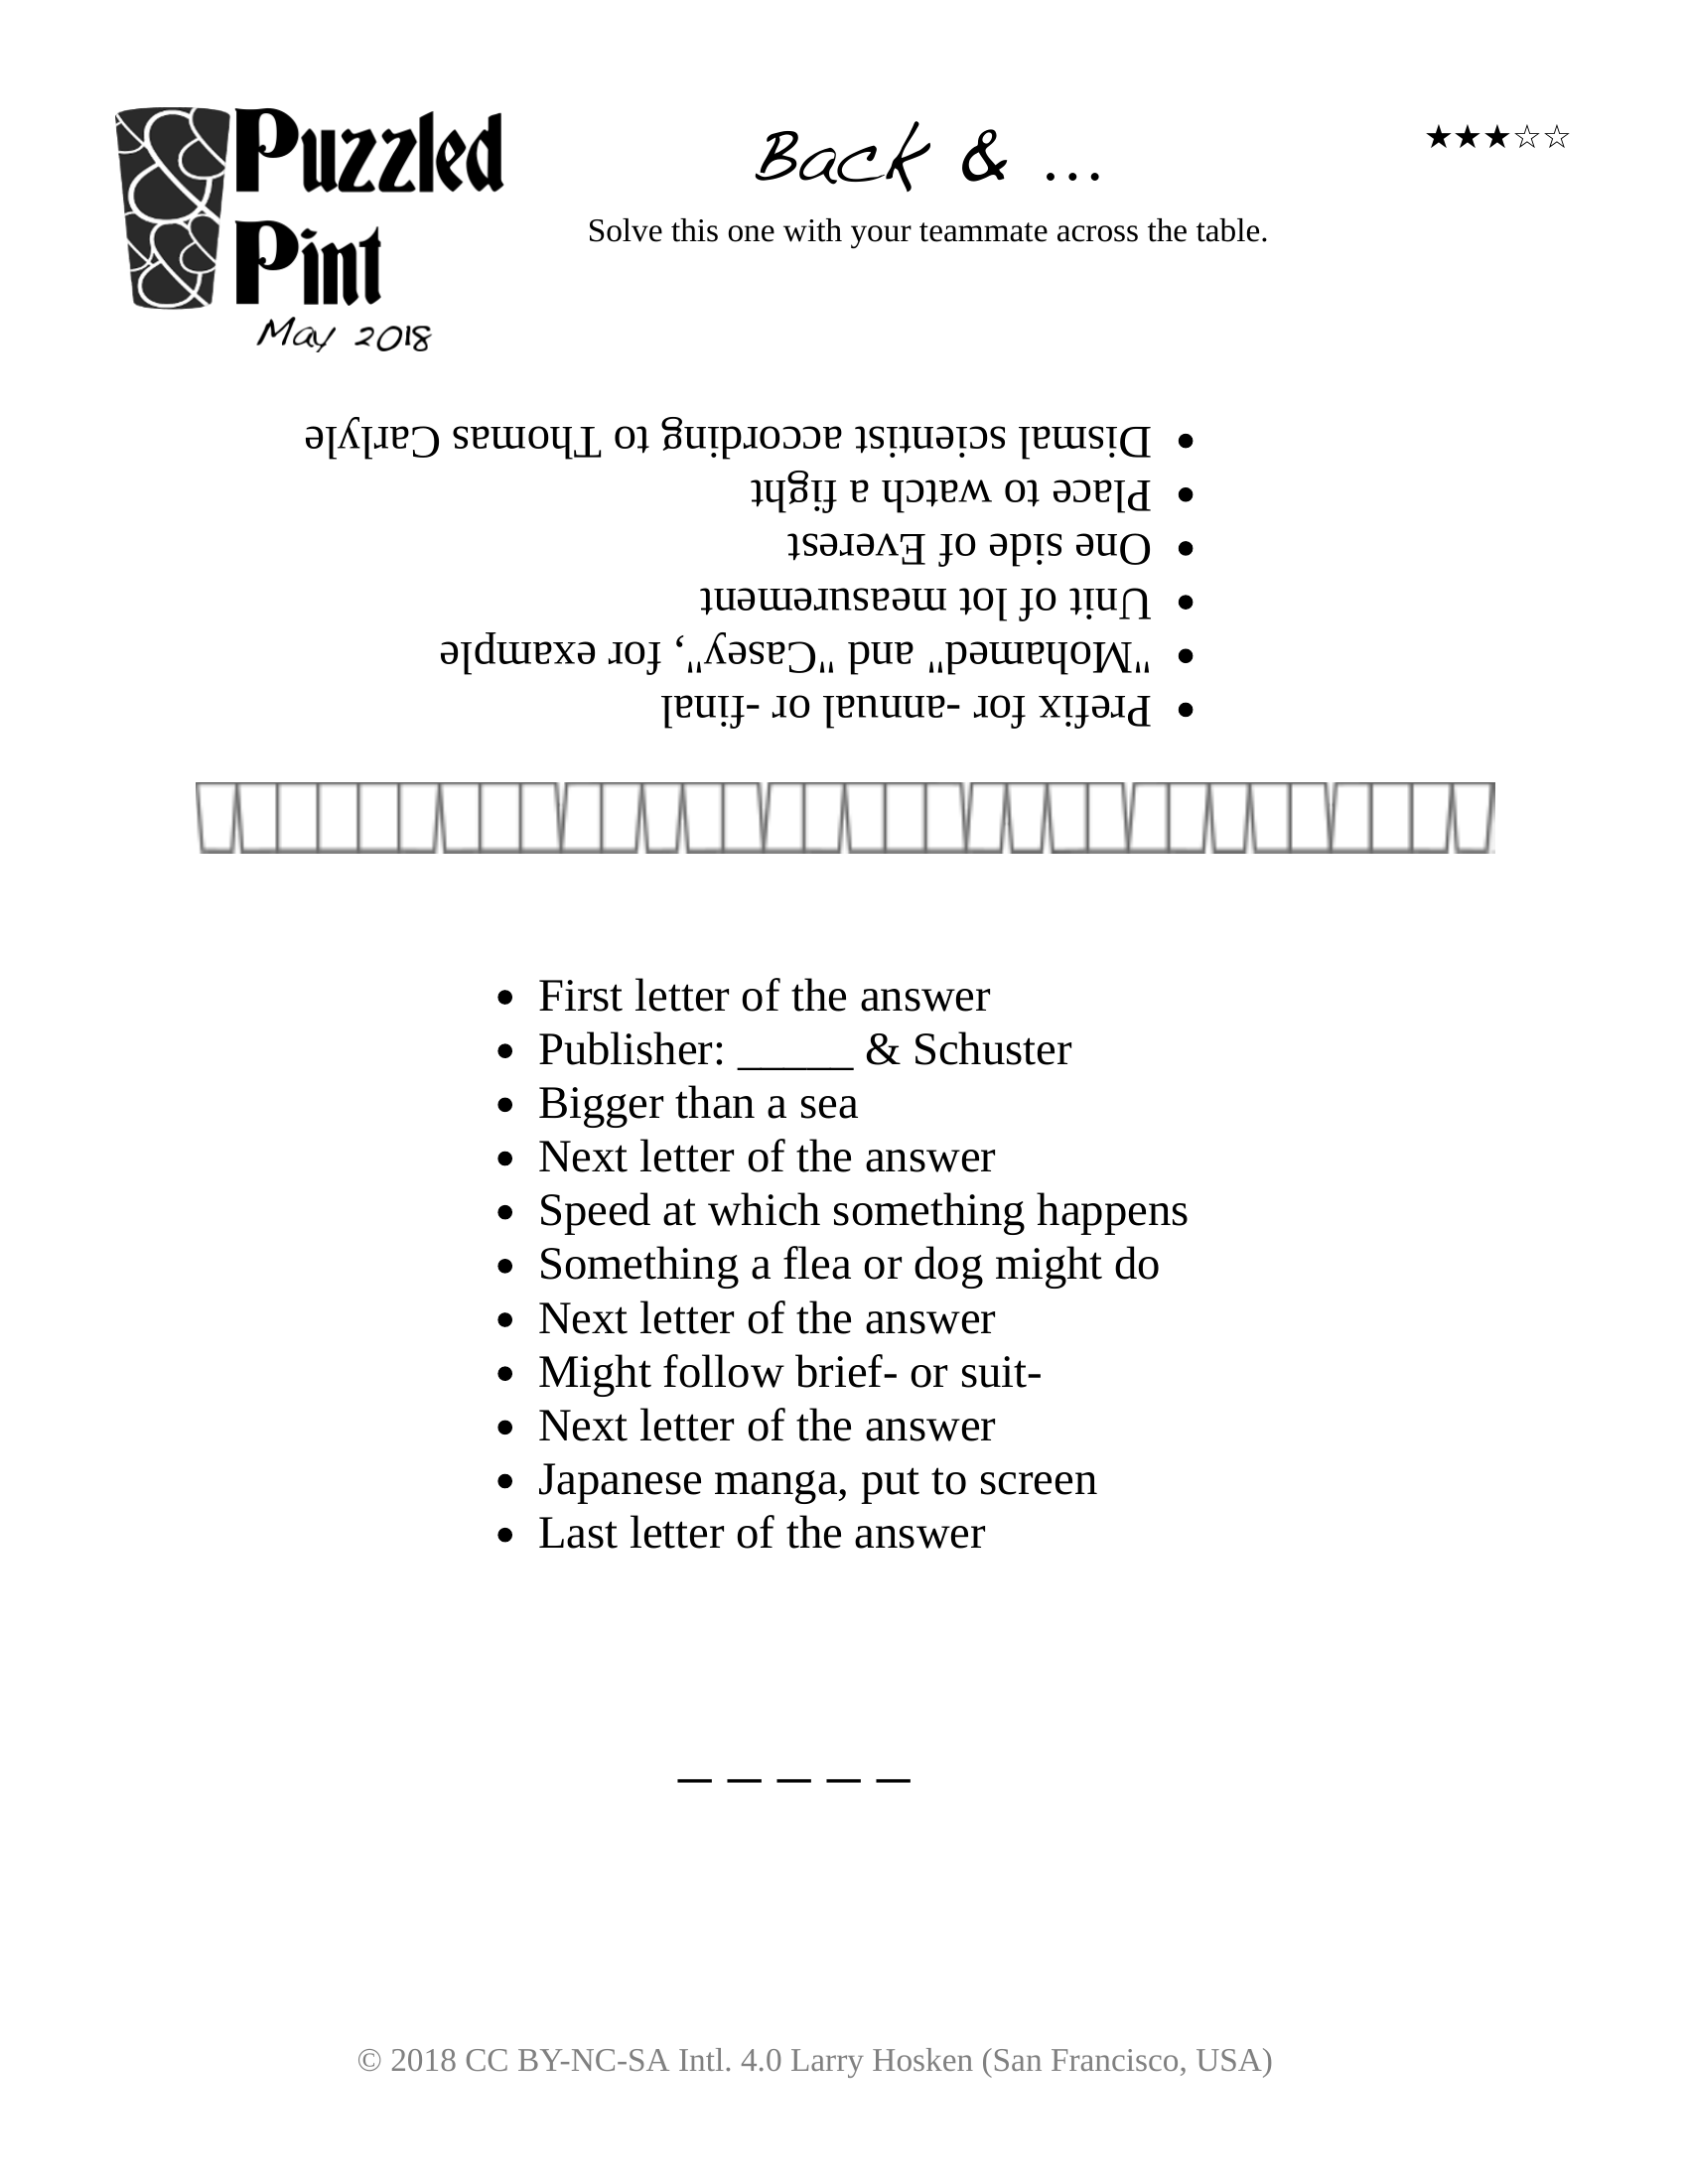 Puzzled
Pint
May 2018
Back & ...
Solve this one with your teammate across the table.
★★★☆☆
• Dismal scientist according to Thomas Carlyle
• Place to watch a fight
• One side of Everest
• Unit of lot measurement
• "Mohamed" and "Casey", for example
• Prefix for -annual or -final
• First letter of the answer
• Publisher: _____ & Schuster
• Bigger than a sea
• Next letter of the answer
• Speed at which something happens
• Something a flea or dog might do
• Next letter of the answer
• Might follow brief- or suit-
• Next letter of the answer
• Japanese manga, put to screen
• Last letter of the answer
_ _ _ _ _
© 2018 CC BY-NC-SA Intl. 4.0 Larry Hosken (San Francisco, USA)